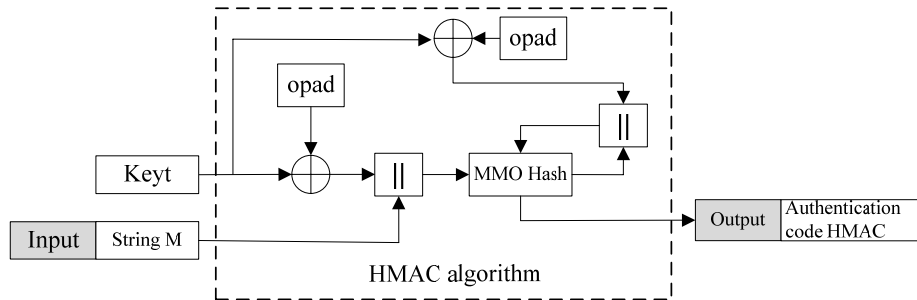 opad
opad
||
Keyt
||
MMO Hash
Input String M
Output Authentication
code HMAC
HMAC algorithm